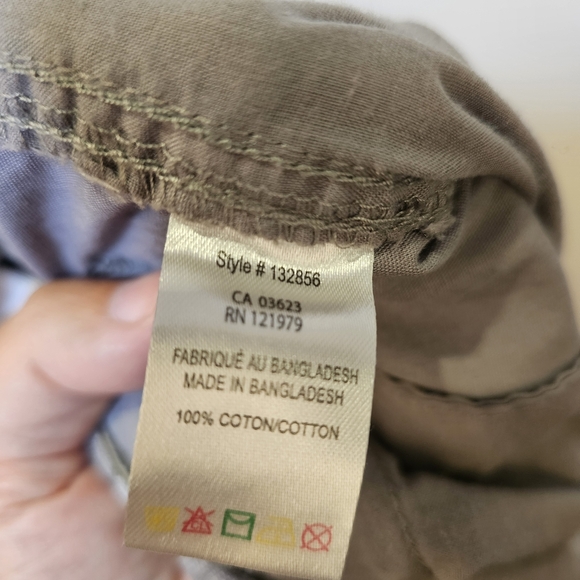 Style # 132856
CA 03623
RN 121979
FABRIQUÉ AU BANGLADESH
MADE IN BANGLADESH
100% COTON/COTTON